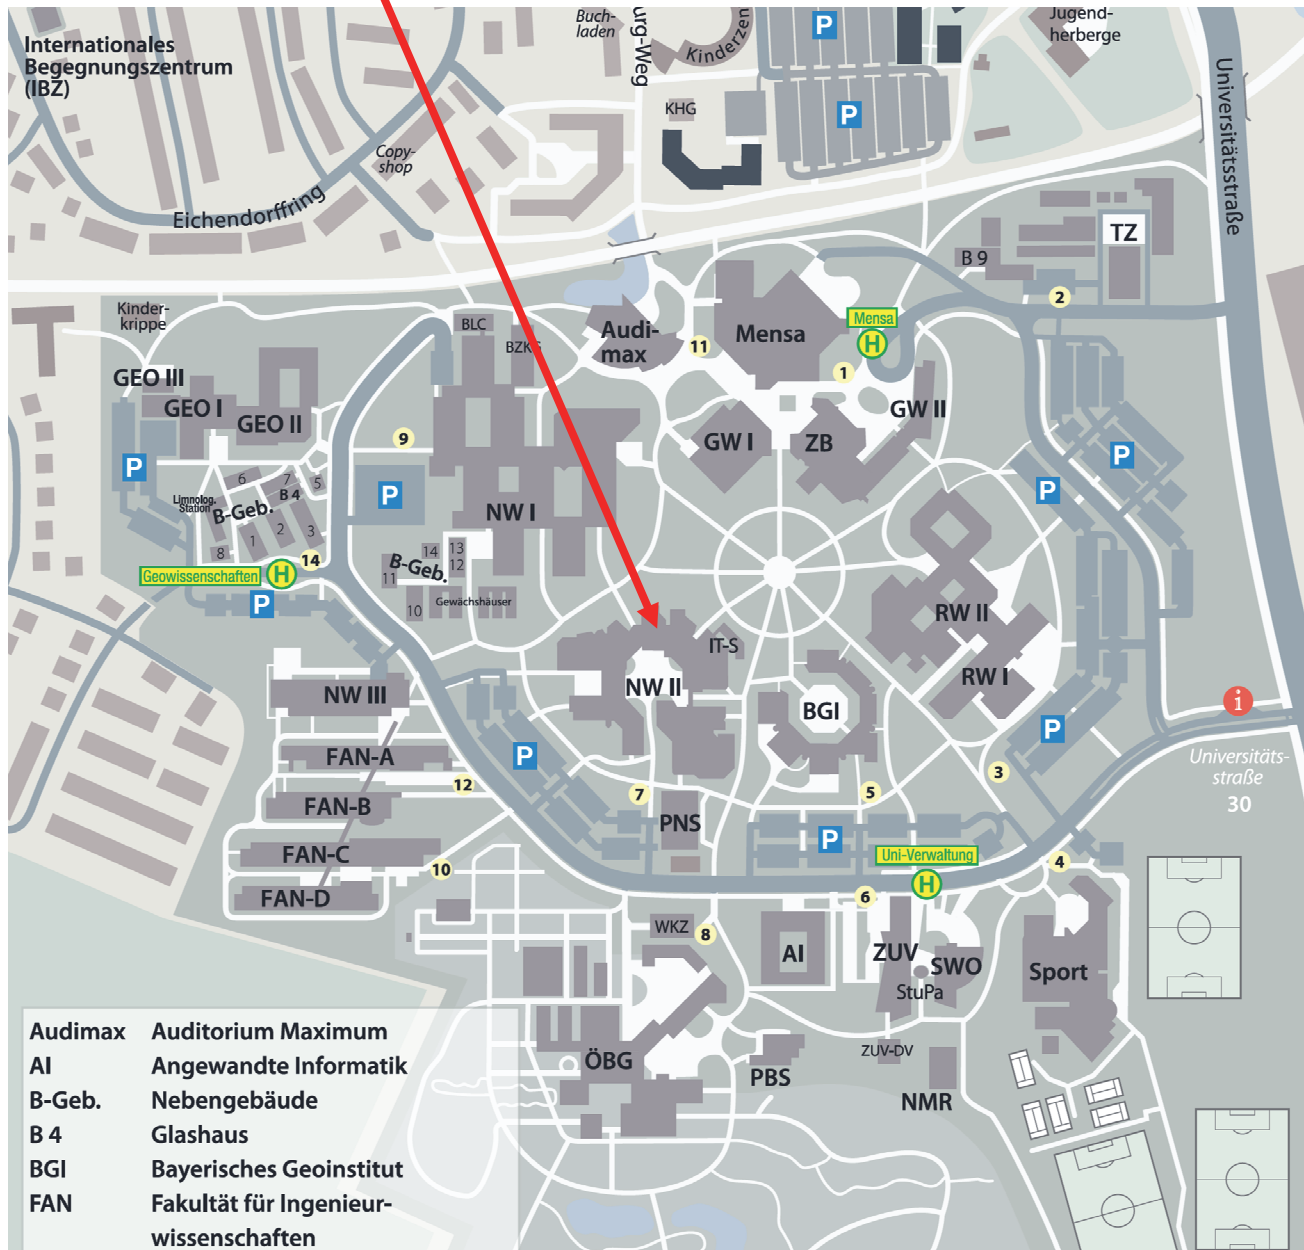 Internationales
Begegnungszentrum
(IBZ)
Buch-
laden
urg-Weg
Kinderzen
P
Jugend-
herberge
Universitätsstraße
KHG
P
Copy-
shop
Eichendorffring
TZ
B 9
2
Kinder-
krippe
BLC
BZKG
Audi-
max
11
Mensa
Mensa
H
1
GEO III
GEO I
GEO II
GW II
9
GW I
ZB
P
P
P
P
6
7
5
B 4
Limnolog.
Station
B-Geb.
1
2
3
8
14
NW I
Geowissenschaften
H
P
14
13
12
B-Geb.
11
10
Gewächshäuser
RW II
IT-S
NW II
RW I
NW III
BGI
i
P
P
FAN-A
Universitäts-
straße
30
3
12
7
5
FAN-B
PNS
P
FAN-C
Uni-Verwaltung
H
4
10
6
FAN-D
WKZ
8
AI
ZUV
SWO
StuPa
Sport
ZUV-DV
ÖBG
PBS
NMR
Audimax Auditorium Maximum
AI Angewandte Informatik
B-Geb. Nebengebäude
B 4 Glashaus
BGI Bayerisches Geoinstitut
FAN Fakultät für Ingenieur-
wissenschaften